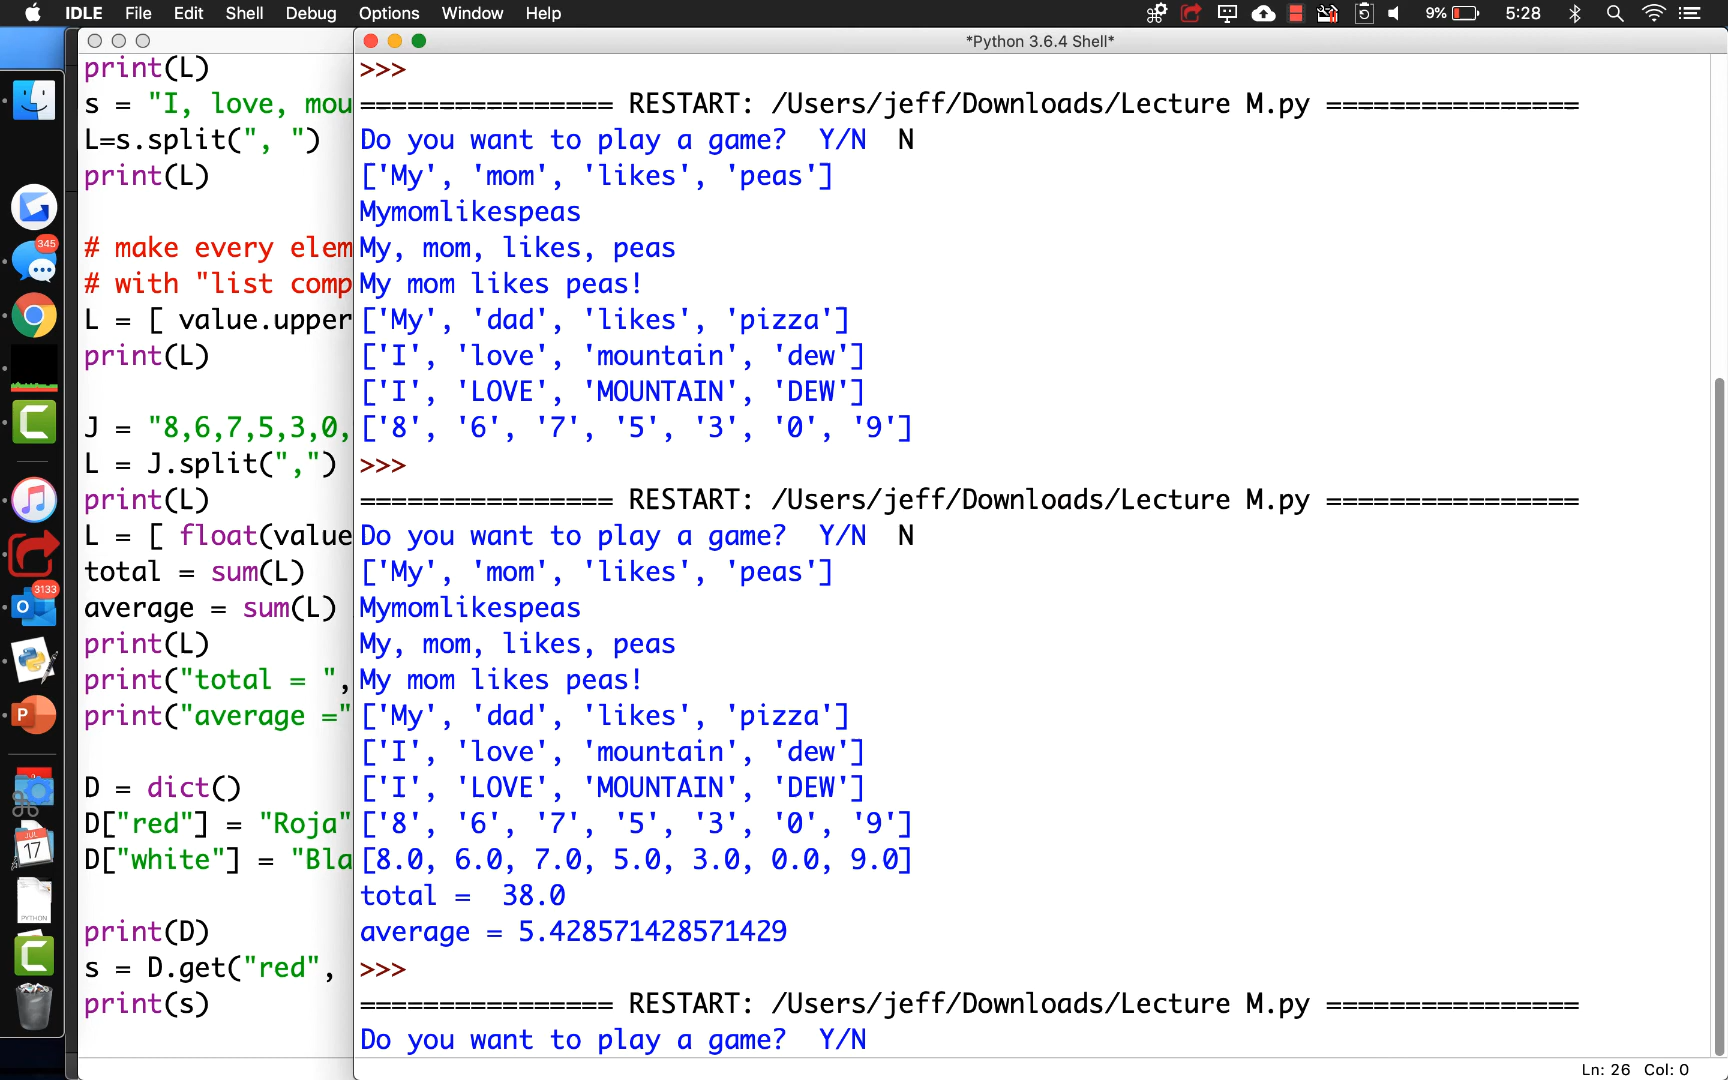 IDLE File Edit Shell Debug Options Window Help 9% 5:28
*Python 3.6.4 Shell*
print(L)
s = "I, love, mou
L=s.split(", ")
print(L)
# make every elem
# with "list comp
L = [ value.upper
print(L)
J = "8,6,7,5,3,0,
L = J.split(",")
print(L)
L = [ float(value
total = sum(L)
average = sum(L)
print(L)
print("total = ",
print("average ="
D = dict()
D["red"] = "Roja"
D["white"] = "Bla
print(D)
s = D.get("red",
print(s)
>>>
================ RESTART: /Users/jeff/Downloads/Lecture M.py ================
Do you want to play a game?  Y/N  N
['My', 'mom', 'likes', 'peas']
Mymomlikespeas
My, mom, likes, peas
My mom likes peas!
['My', 'dad', 'likes', 'pizza']
['I', 'love', 'mountain', 'dew']
['I', 'LOVE', 'MOUNTAIN', 'DEW']
['8', '6', '7', '5', '3', '0', '9']
>>>
================ RESTART: /Users/jeff/Downloads/Lecture M.py ================
Do you want to play a game?  Y/N  N
['My', 'mom', 'likes', 'peas']
Mymomlikespeas
My, mom, likes, peas
My mom likes peas!
['My', 'dad', 'likes', 'pizza']
['I', 'love', 'mountain', 'dew']
['I', 'LOVE', 'MOUNTAIN', 'DEW']
['8', '6', '7', '5', '3', '0', '9']
[8.0, 6.0, 7.0, 5.0, 3.0, 0.0, 9.0]
total =  38.0
average = 5.428571428571429
>>>
================ RESTART: /Users/jeff/Downloads/Lecture M.py ================
Do you want to play a game?  Y/N
Ln: 26 Col: 0
345
3133
JUL
17
PYTHON